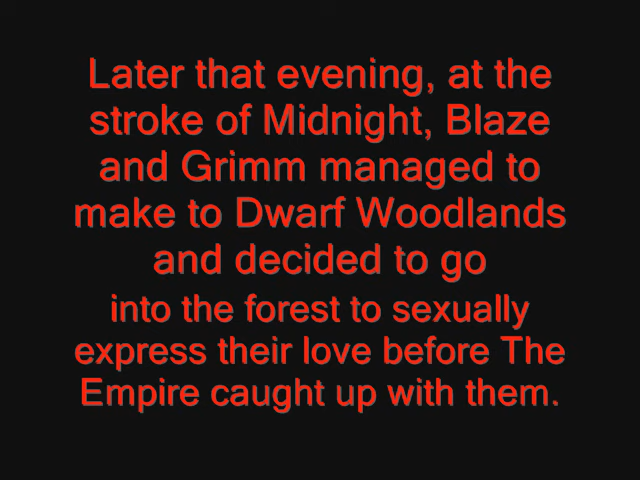 Later that evening, at the
stroke of Midnight, Blaze
and Grimm managed to
make to Dwarf Woodlands
and decided to go
into the forest to sexually
express their love before The
Empire caught up with them.